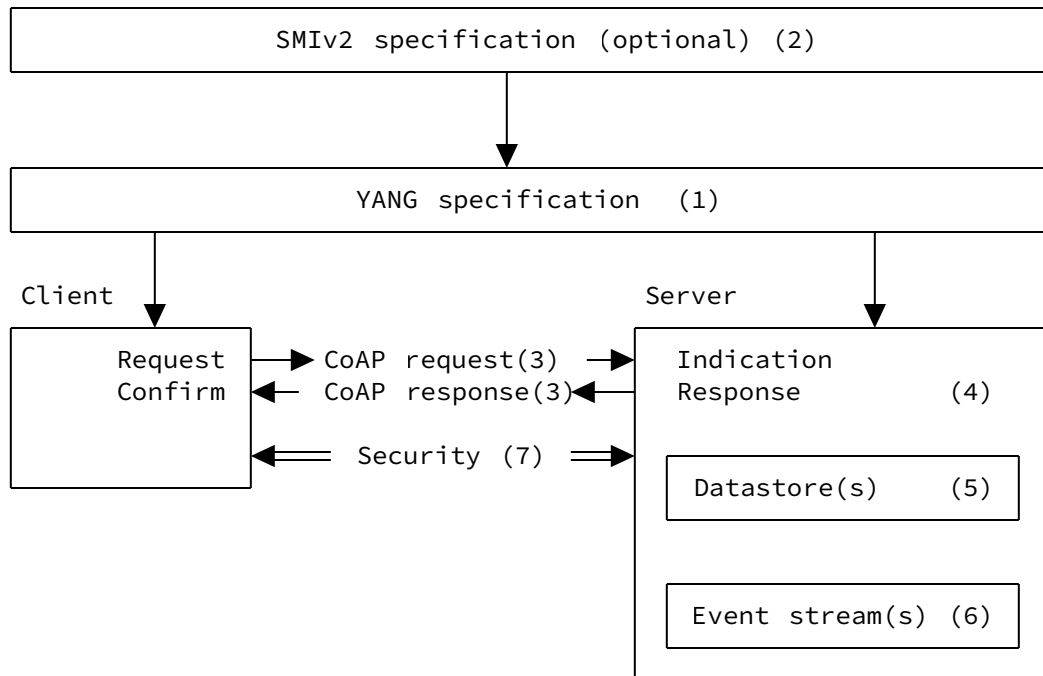 SMIv2 specification (optional) (2)
YANG specification (1)
Client
Server
Request
CoAP request(3)
Indication
Confirm
CoAP response(3)
Response (4)
Security (7)
Datastore(s) (5)
Event stream(s) (6)